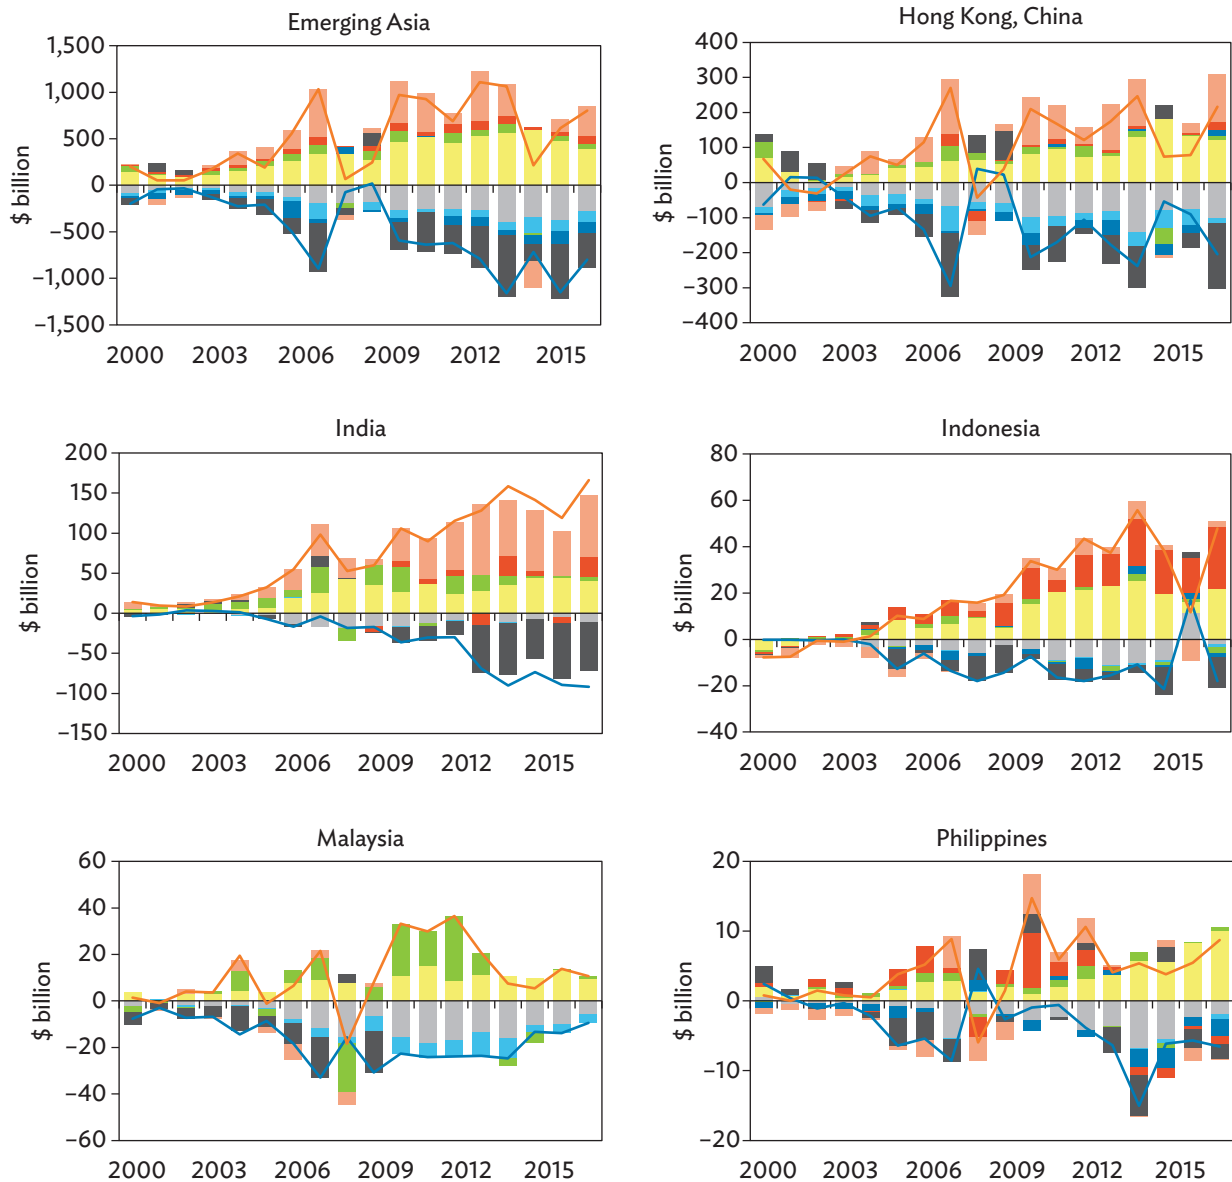 Emerging Asia
1,500
1,000
500
0
–500
–1,000
–1,500
$ billion
2000 2003 2006 2009 2012 2015
Hong Kong, China
400
300
200
100
0
–100
–200
–300
–400
$ billion
2000 2003 2006 2009 2012 2015
India
200
150
100
50
0
–50
–100
–150
$ billion
2000 2003 2006 2009 2012 2015
Indonesia
80
60
40
20
0
–20
–40
$ billion
2000 2003 2006 2009 2012 2015
Malaysia
60
40
20
0
–20
–40
–60
$ billion
2000 2003 2006 2009 2012 2015
Philippines
20
10
0
–10
–20
$ billion
2000 2003 2006 2009 2012 2015